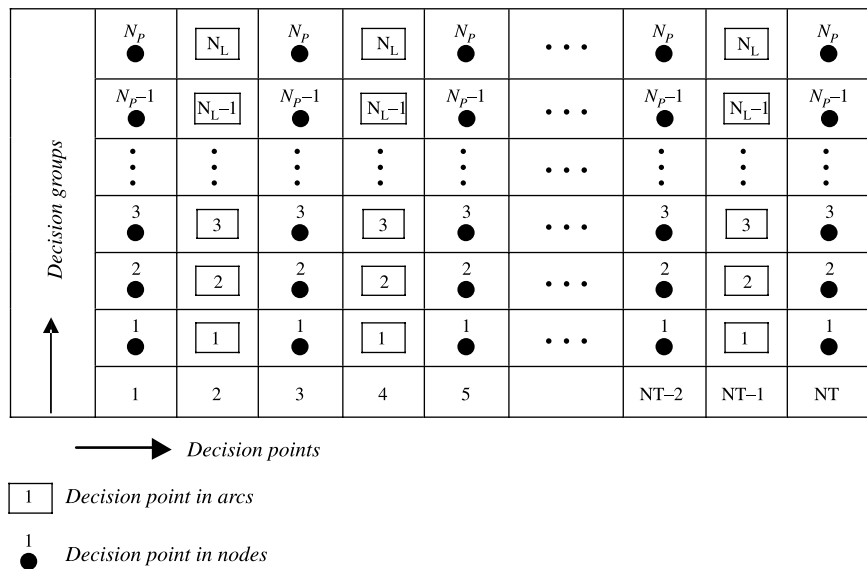 N_P N_L N_P N_L N_P • • • N_P N_L N_P
N_P–1 N_L–1 N_P–1 N_L–1 N_P–1 • • • N_P–1 N_L–1 N_P–1
Decision groups
3 3 3 3 3 • • • 3 3 3
2 2 2 2 2 • • • 2 2 2
1 1 1 1 1 • • • 1 1 1
1 2 3 4 5 NT–2 NT–1 NT
Decision points
1 Decision point in arcs
1
Decision point in nodes